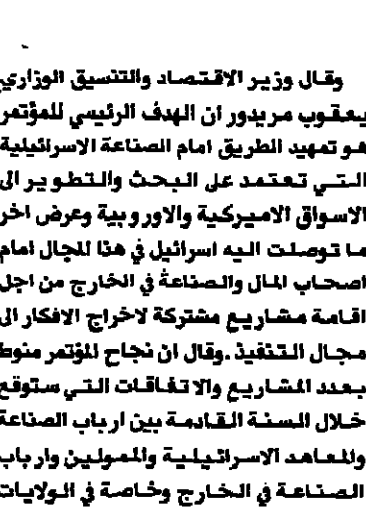 وقال وزير الاقتصاد والتنسيق الوزاري
يعقوب مريدور ان الهدف الرئيسي للمؤتمر
هو تمهيد الطريق امام الصناعة الاسرائيلية
التي تعتمد على البحث والتطوير الى
الاسواق الاميركية والاوروبية وعرض اخر
ما توصلت اليه اسرائيل في هذا المجال امام
اصحاب المال والصناعة في الخارج من اجل
اقامة مشاريع مشتركة لاخراج الافكار الى
مجال التنفيذ .وقال ان نجاح المؤتمر منوط
بعدد المشاريع والاتفاقات التي ستوقع
خلال السنة القادمة بين ارباب الصناعة
والمعاهد الاسرائيلية والممولين وارباب
الصناعة في الخارج وخاصة في الولايات